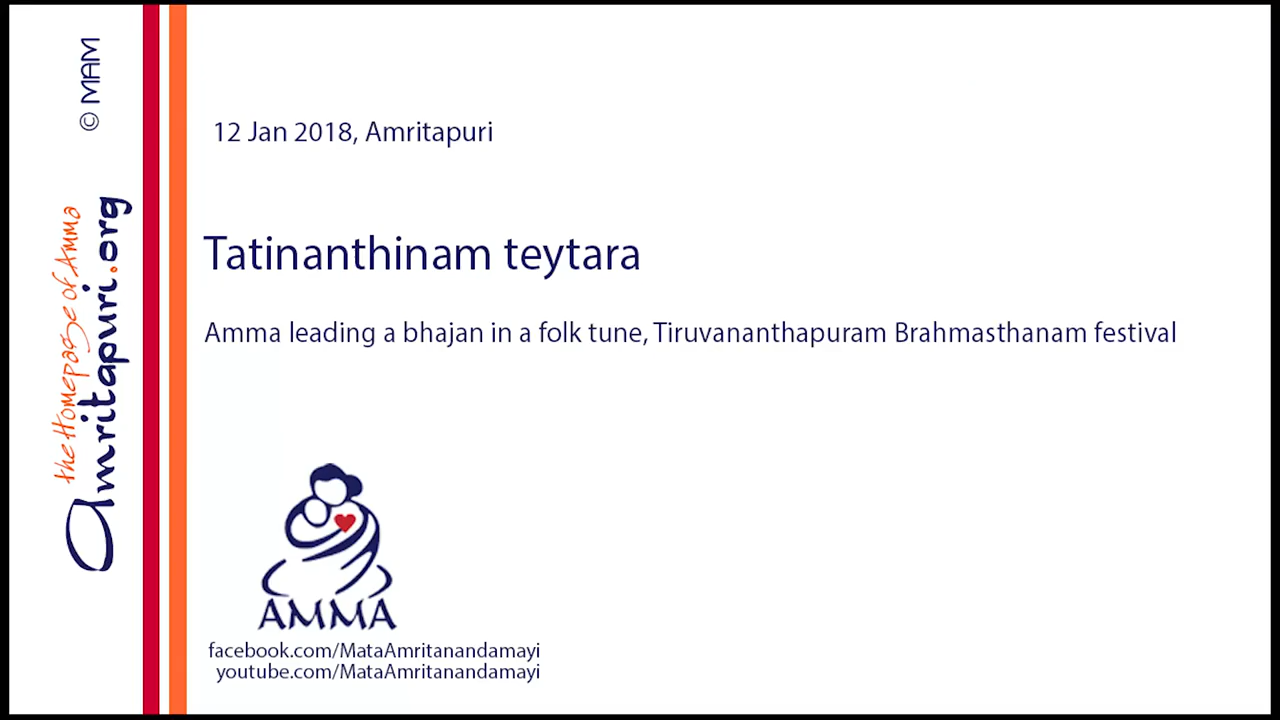 © MAM
the Homepage of Amma
Amritapuri.org
12 Jan 2018, Amritapuri
Tatinanthinam teytara
Amma leading a bhajan in a folk tune, Tiruvananthapuram Brahmasthanam festival
AMMA
facebook.com/MataAmritanandamayi
youtube.com/MataAmritanandamayi